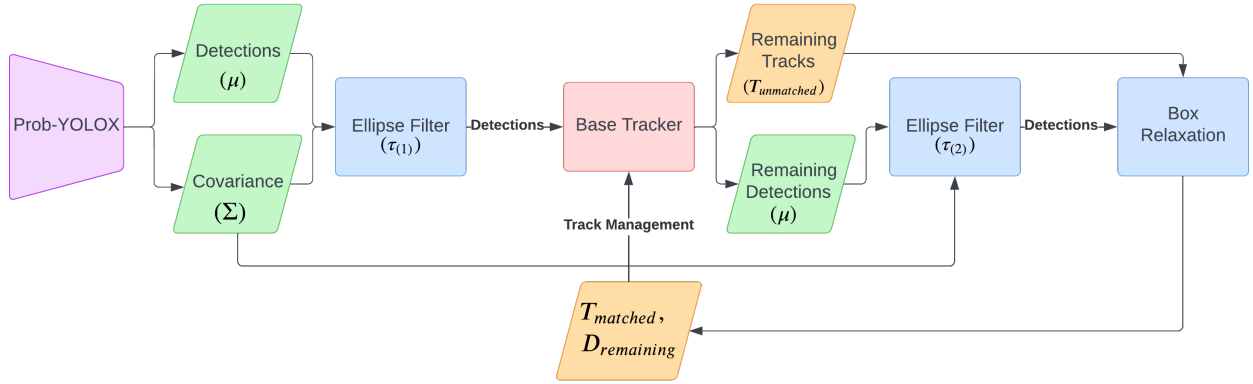 Prob-YOLOX
Detections
(μ)
Covariance
(Σ)
Ellipse Filter
(τ(1))
Detections
Base Tracker
Track Management
Remaining
Tracks
(Tunmatched)
Remaining
Detections
(μ)
Ellipse Filter
(τ(2))
Detections
Box
Relaxation
Tmatched,
Dremaining